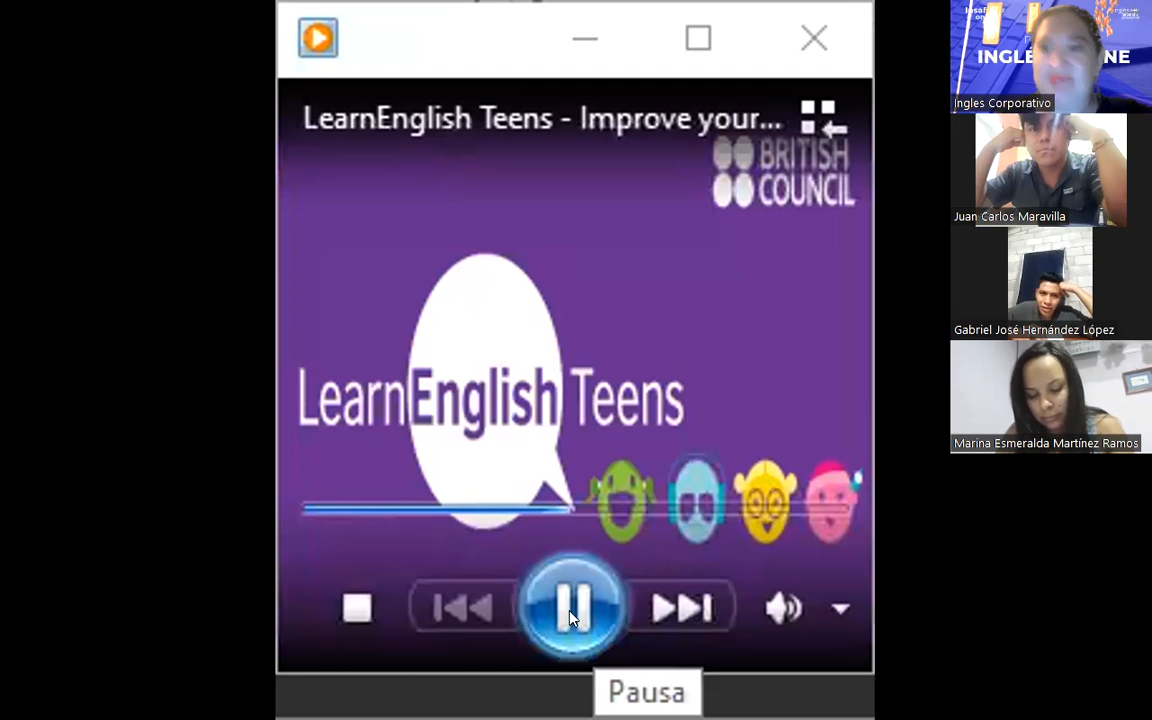 LearnEnglish Teens - Improve your...
BRITISH
COUNCIL
LearnEnglish Teens
Pausa
INGLE
NE
Ingles Corporativo
Juan Carlos Maravilla
Gabriel José Hernández López
Marina Esmeralda Martínez Ramos